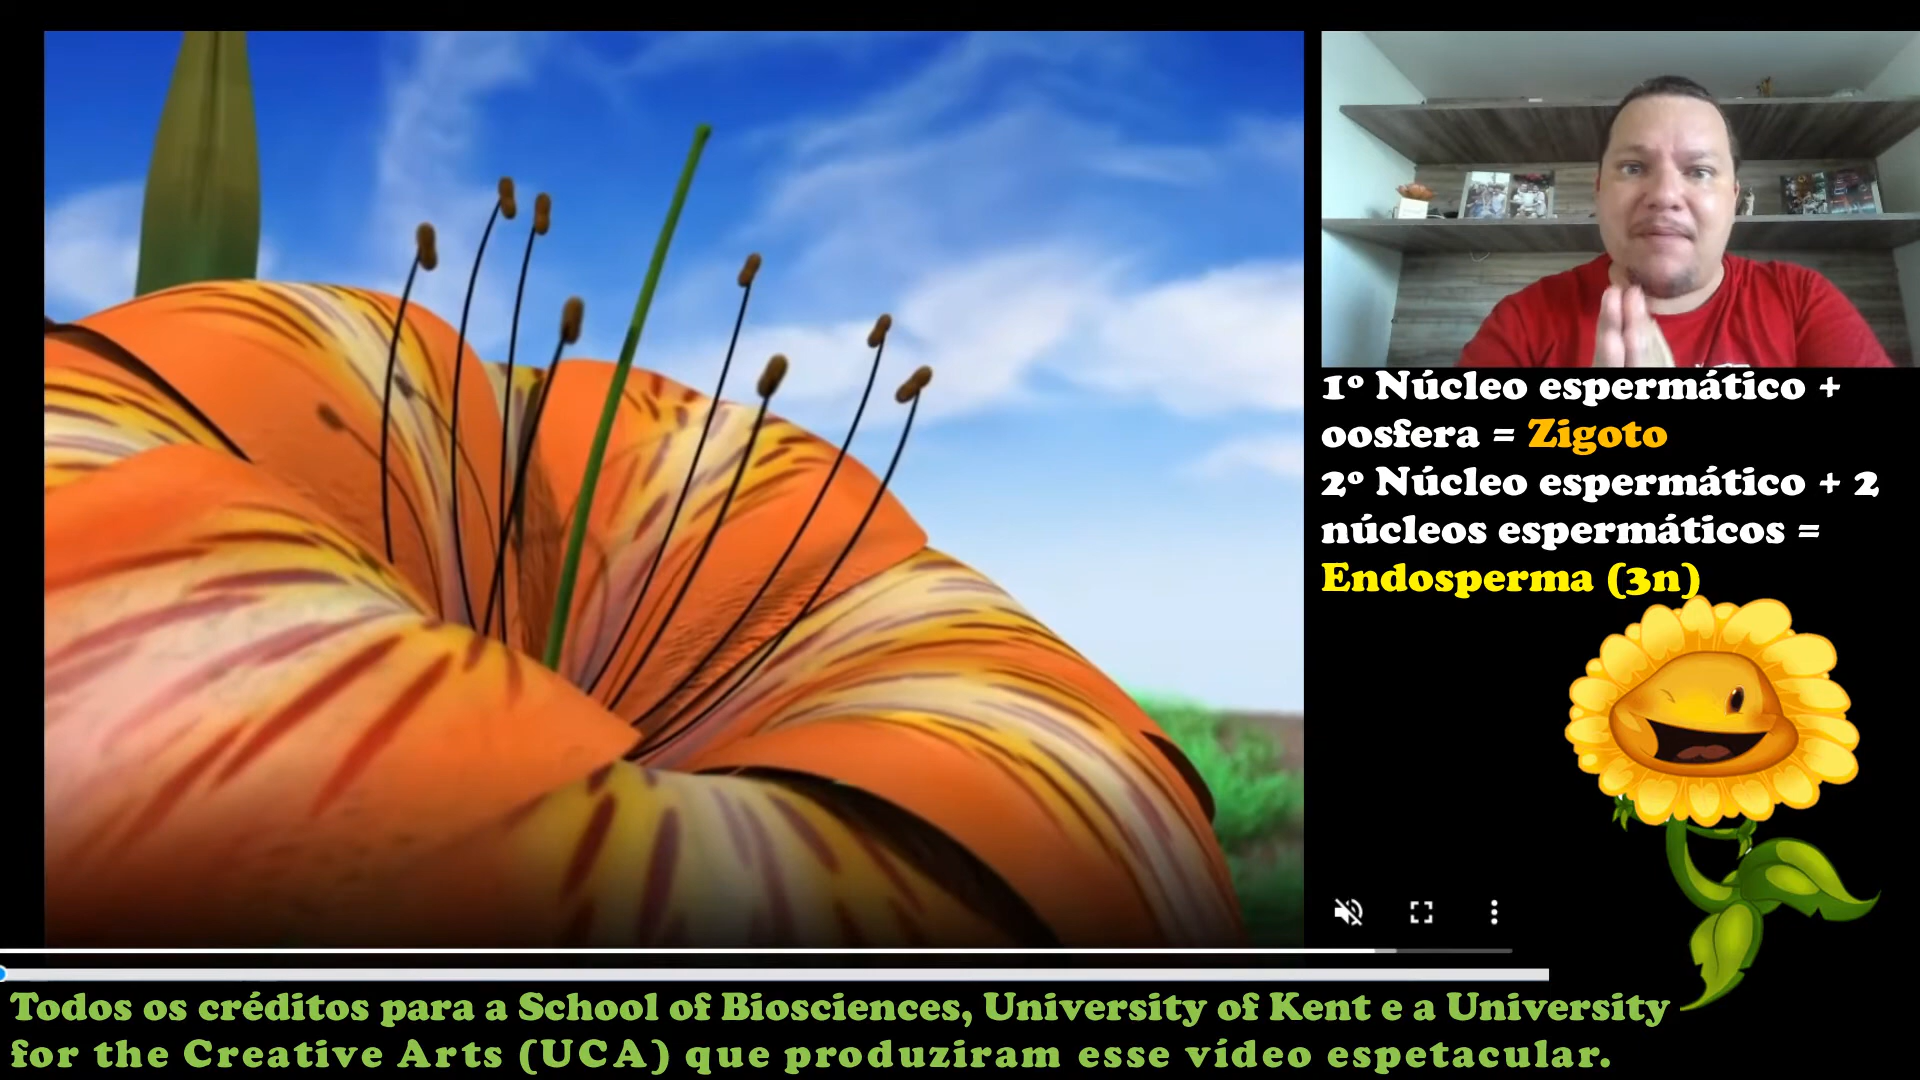 1º Núcleo espermático +
oosfera = Zigoto
2º Núcleo espermático + 2
núcleos espermáticos =
Endosperma (3n)
Todos os créditos para a School of Biosciences, University of Kent e a University
for the Creative Arts (UCA) que produziram esse vídeo espetacular.